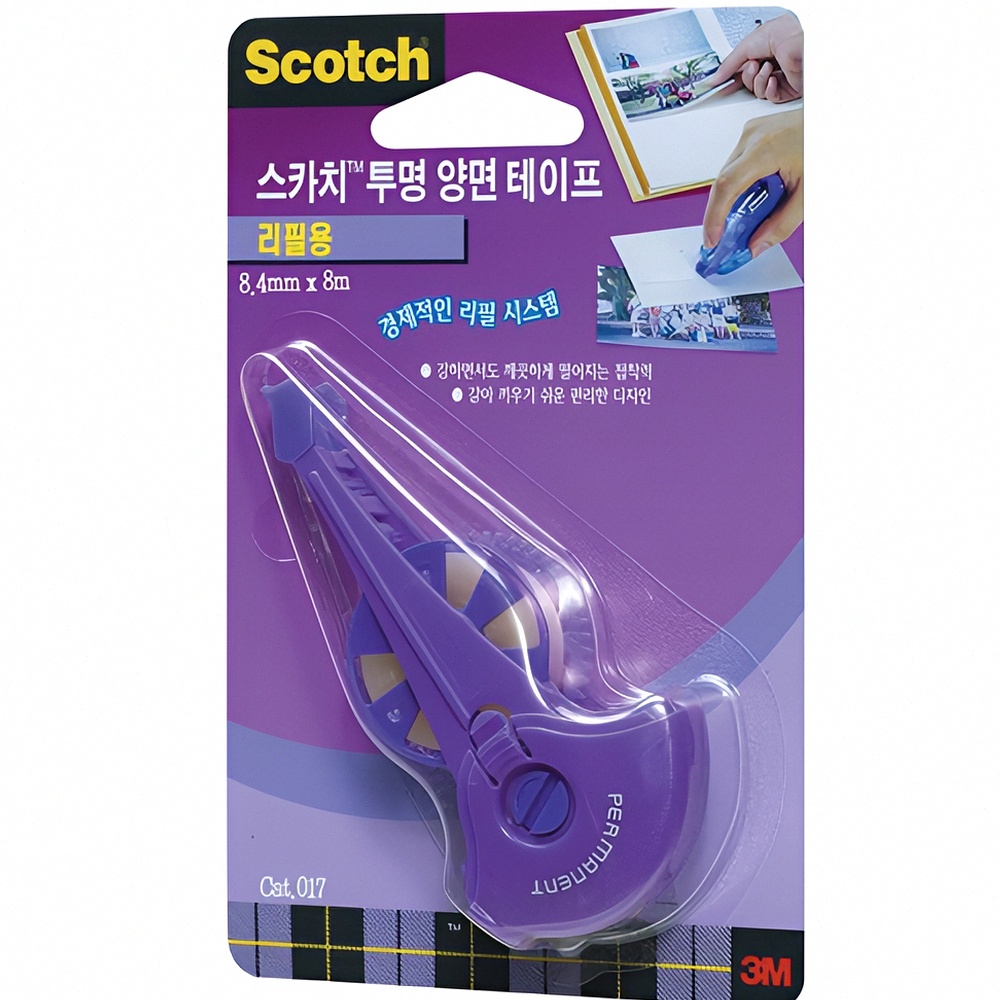 Scotch
스카치™ 투명 양면 테이프
리필용
8.4mm x 8m
경제적인 리필 시스템
● 강하면서도 깨끗하게 떨어지는 접착력
● 갈아 끼우기 쉬운 편리한 디자인
PERMANENT
Cat. 017
3M